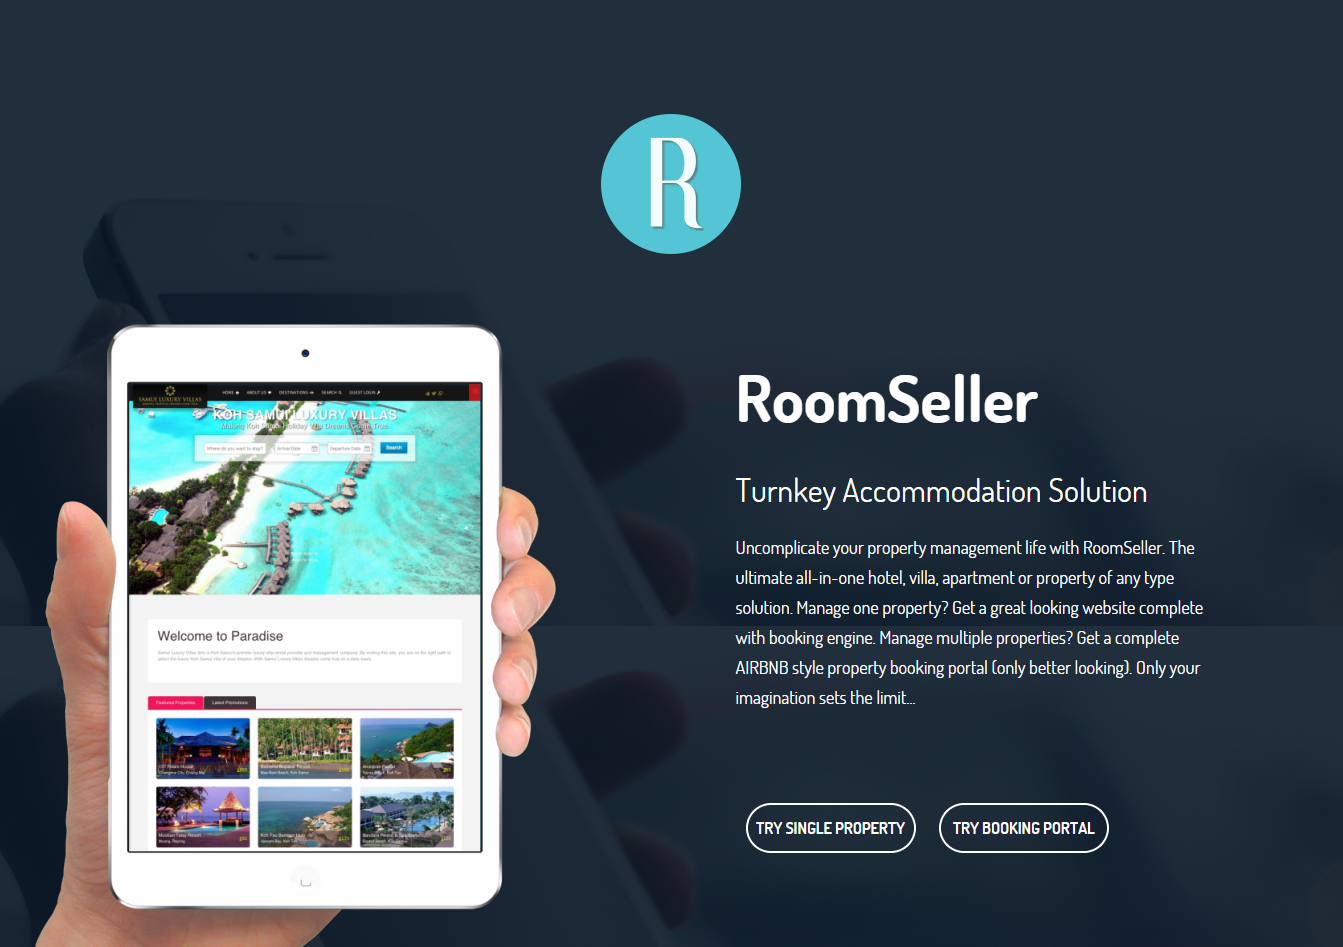 R
RoomSeller
Turnkey Accommodation Solution
Uncomplicate your property management life with RoomSeller. The
ultimate all-in-one hotel, villa, apartment or property of any type
solution. Manage one property? Get a great looking website complete
with booking engine. Manage multiple properties? Get a complete
AIRBNB style property booking portal (only better looking). Only your
imagination sets the limit...
TRY SINGLE PROPERTY
TRY BOOKING PORTAL
SAMUI LUXURY VILLAS
HOME ABOUT US DESTINATIONS SEARCH GUEST LOGIN
KOH SAMUI LUXURY VILLAS
Making Koh Samui Holiday Villa Dreams Come True
Where do you want to stay? Arrival Date Departure Date Search
Welcome to Paradise
Featured Properties Latest Promotions